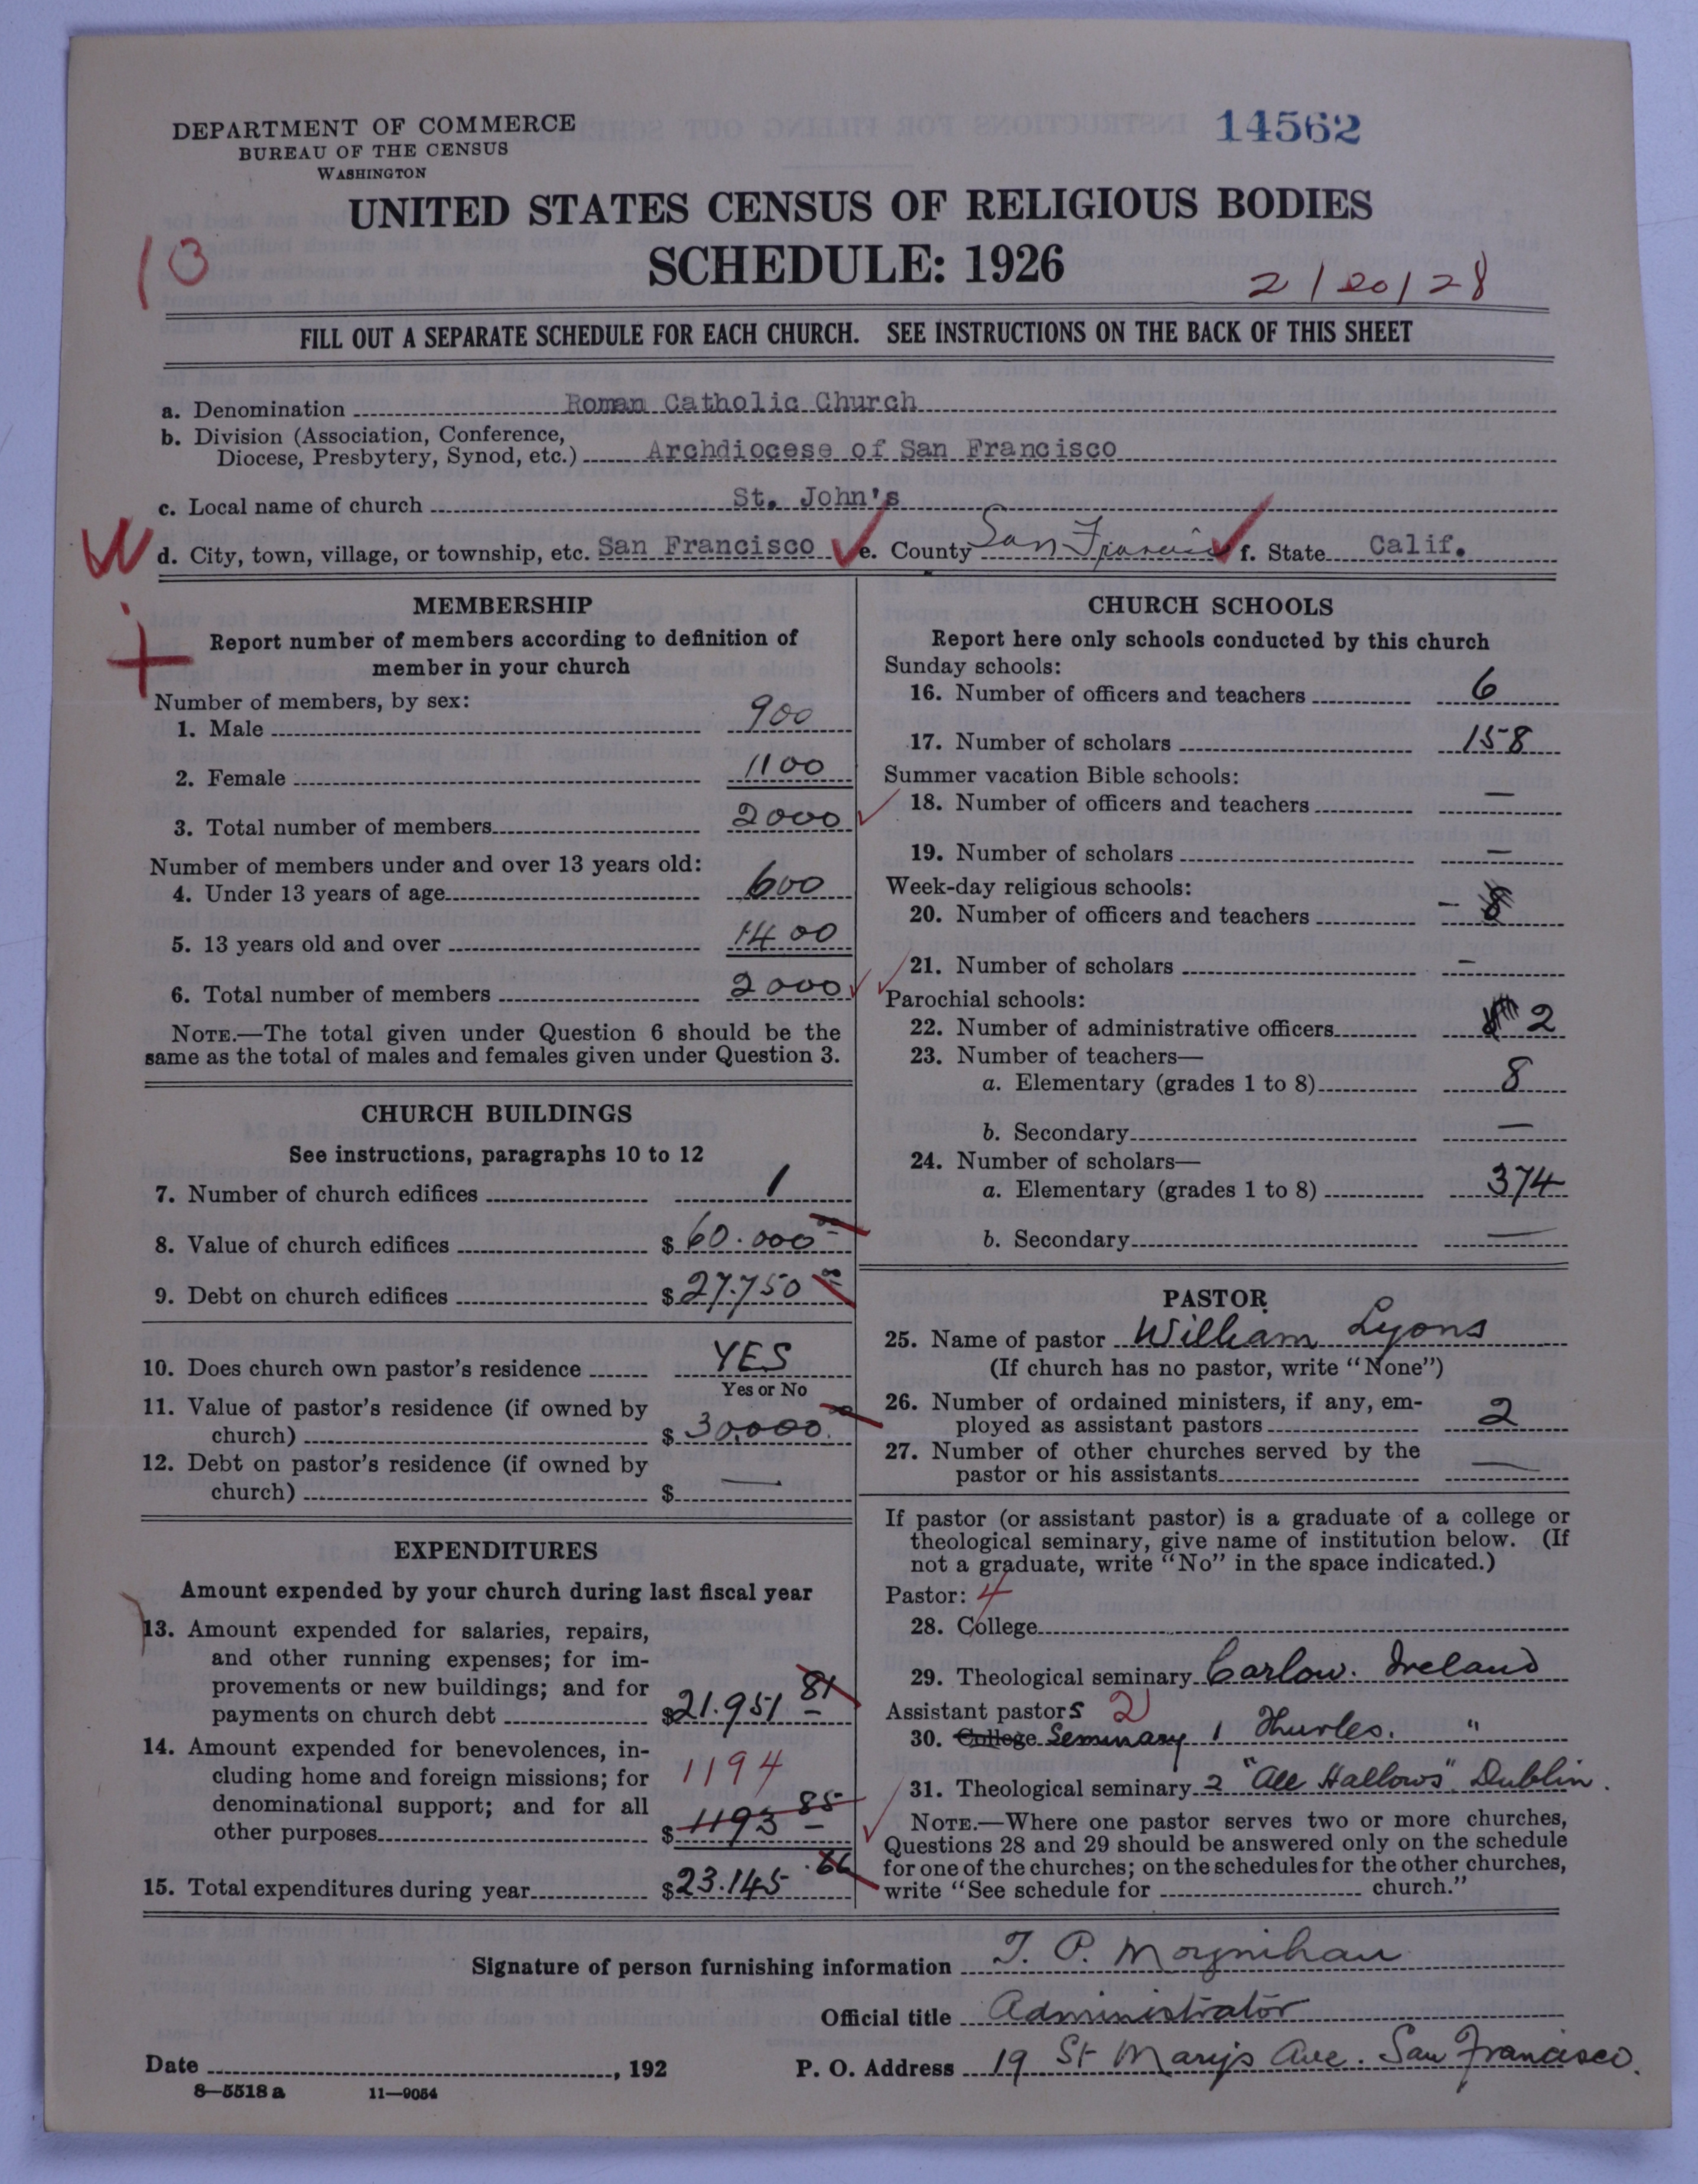 DEPARTMENT OF COMMERCE
BUREAU OF THE CENSUS
WASHINGTON
14562
UNITED STATES CENSUS OF RELIGIOUS BODIES
SCHEDULE: 1926
13
2/20/28
FILL OUT A SEPARATE SCHEDULE FOR EACH CHURCH. SEE INSTRUCTIONS ON THE BACK OF THIS SHEET
a. Denomination Roman Catholic Church
b. Division (Association, Conference,
Diocese, Presbytery, Synod, etc.) Archdiocese of San Francisco
c. Local name of church St. John's
W d. City, town, village, or township, etc. San Francisco e. County San Francisco f. State Calif.
MEMBERSHIP
Report number of members according to definition of
member in your church
Number of members, by sex:
1. Male 900
2. Female 1100
3. Total number of members 2000
Number of members under and over 13 years old:
4. Under 13 years of age 600
5. 13 years old and over 1400
6. Total number of members 2000
NOTE.—The total given under Question 6 should be the
same as the total of males and females given under Question 3.
CHURCH BUILDINGS
See instructions, paragraphs 10 to 12
7. Number of church edifices 1
8. Value of church edifices $ 60.000 00
9. Debt on church edifices $ 27.750 00
10. Does church own pastor's residence YES
Yes or No
11. Value of pastor's residence (if owned by
church) $ 30,000. 00
12. Debt on pastor's residence (if owned by
church) $ —
EXPENDITURES
Amount expended by your church during last fiscal year
13. Amount expended for salaries, repairs,
and other running expenses; for im-
provements or new buildings; and for
payments on church debt $21.951 81
14. Amount expended for benevolences, in-
cluding home and foreign missions; for 1194
denominational support; and for all
other purposes $ 1193 85
15. Total expenditures during year $23.145 .66
CHURCH SCHOOLS
Report here only schools conducted by this church
Sunday schools:
16. Number of officers and teachers 6
17. Number of scholars 158
Summer vacation Bible schools:
18. Number of officers and teachers —
19. Number of scholars —
Week-day religious schools:
20. Number of officers and teachers - 8
21. Number of scholars -
Parochial schools:
22. Number of administrative officers 2
23. Number of teachers—
a. Elementary (grades 1 to 8) 8
b. Secondary —
24. Number of scholars—
a. Elementary (grades 1 to 8) 374
b. Secondary —
PASTOR
25. Name of pastor William Lyons
(If church has no pastor, write "None")
26. Number of ordained ministers, if any, em-
ployed as assistant pastors 2
27. Number of other churches served by the
pastor or his assistants —
If pastor (or assistant pastor) is a graduate of a college or
theological seminary, give name of institution below. (If
not a graduate, write "No" in the space indicated.)
Pastor: 4
28. College
29. Theological seminary Carlow. Ireland
Assistant pastors 2
30. College Seminary 1 Thurles. "
31. Theological seminary 2 "All Hallows" Dublin.
NOTE.—Where one pastor serves two or more churches,
Questions 28 and 29 should be answered only on the schedule
for one of the churches; on the schedules for the other churches,
write "See schedule for church."
Signature of person furnishing information T. P. Moynihan
Official title Administrator
Date , 192 P. O. Address 19 St Mary's Ave. San Francisco.
8—5518 a 11—9054